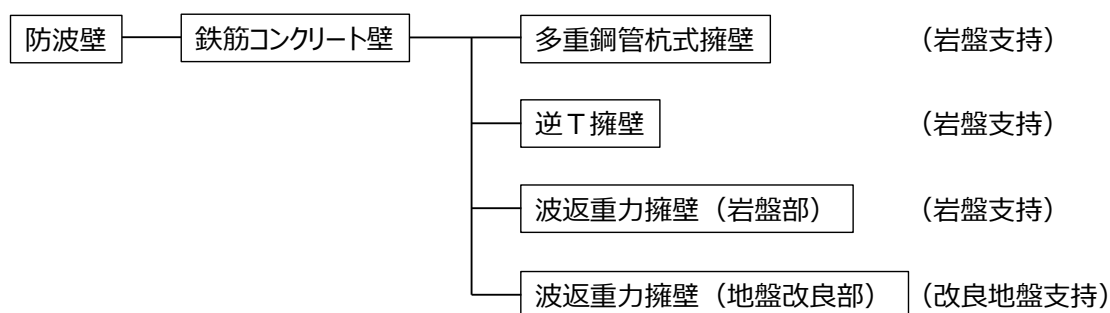 防波壁 鉄筋コンクリート壁 多重鋼管杭式擁壁 （岩盤支持）
逆Ｔ擁壁 （岩盤支持）
波返重力擁壁（岩盤部） （岩盤支持）
波返重力擁壁（地盤改良部） （改良地盤支持）